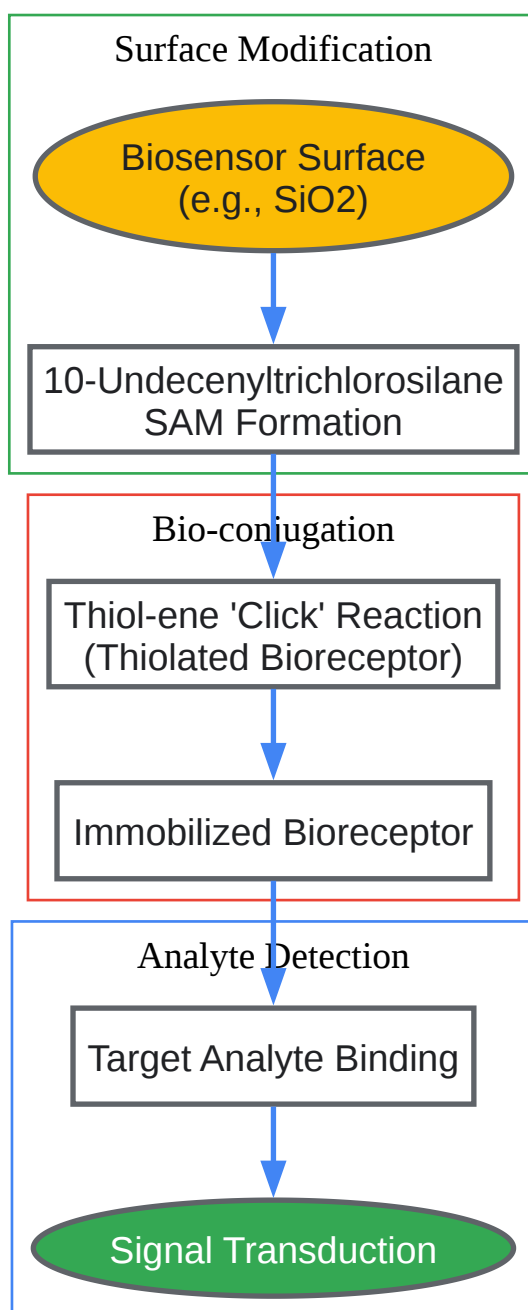 Surface Modification
Biosensor Surface
(e.g., SiO2)
10-Undecenyltrichlorosilane
SAM Formation
Bio-conjugation
Thiol-ene 'Click' Reaction
(Thiolated Bioreceptor)
Immobilized Bioreceptor
Analyte Detection
Target Analyte Binding
Signal Transduction